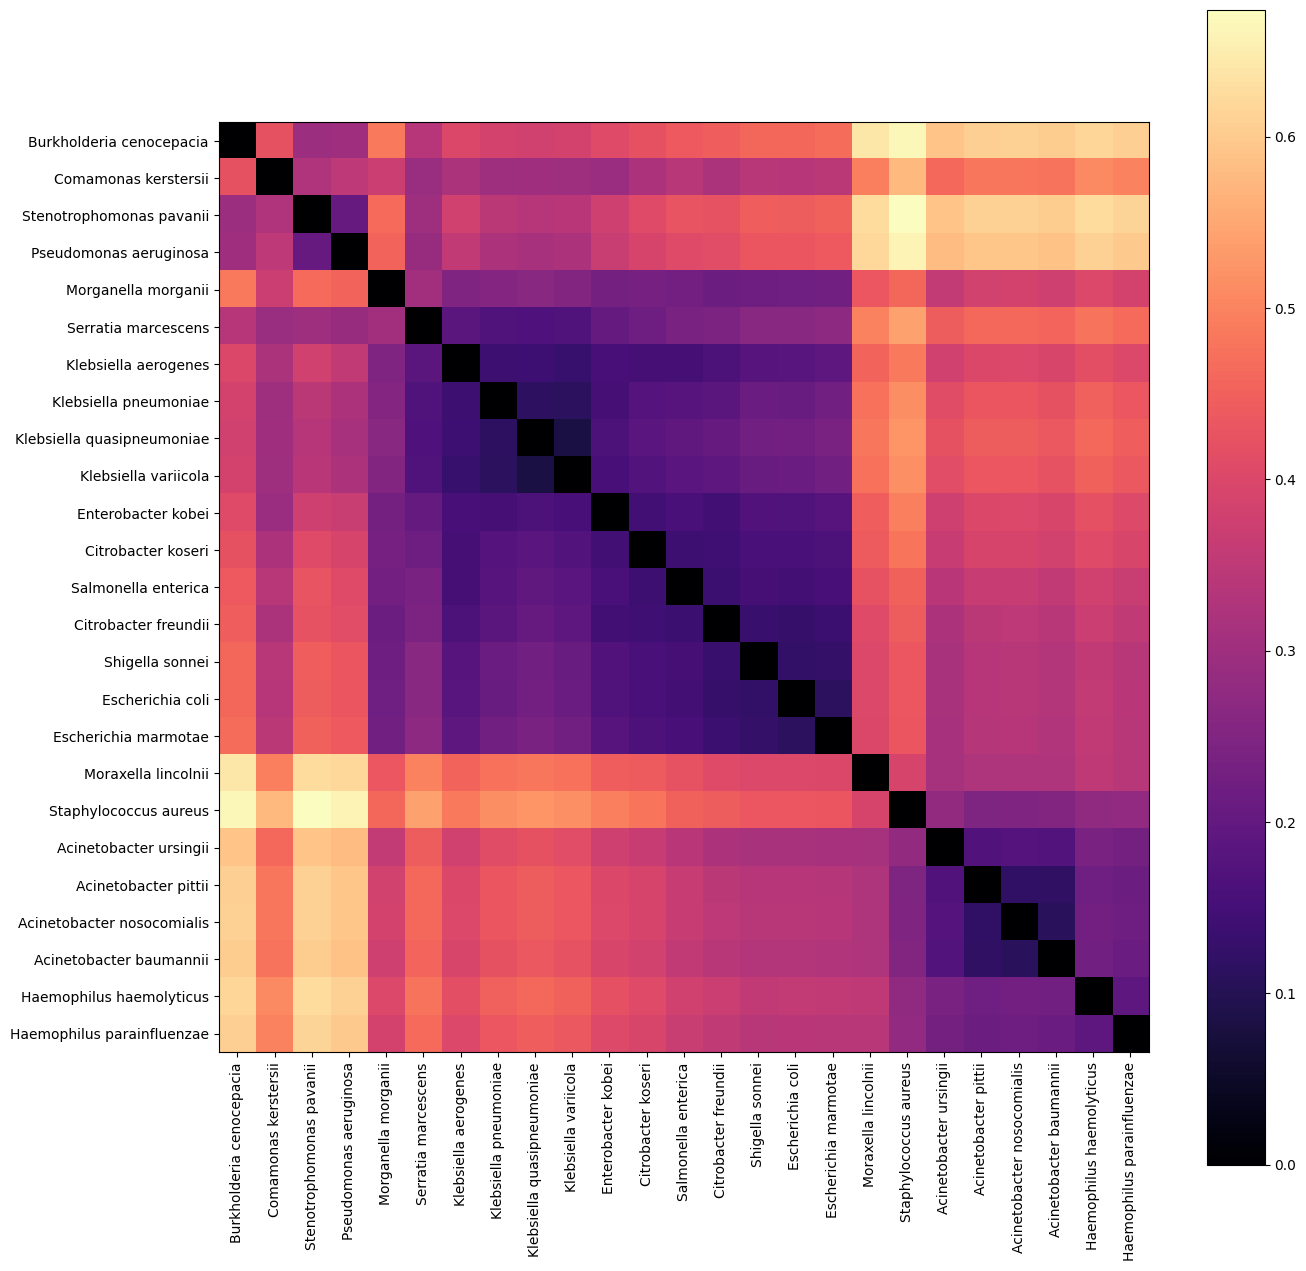 Burkholderia cenocepacia
Comamonas kerstersii
Stenotrophomonas pavanii
Pseudomonas aeruginosa
Morganella morganii
Serratia marcescens
Klebsiella aerogenes
Klebsiella pneumoniae
Klebsiella quasipneumoniae
Klebsiella variicola
Enterobacter kobei
Citrobacter koseri
Salmonella enterica
Citrobacter freundii
Shigella sonnei
Escherichia coli
Escherichia marmotae
Moraxella lincolnii
Staphylococcus aureus
Acinetobacter ursingii
Acinetobacter pittii
Acinetobacter nosocomialis
Acinetobacter baumannii
Haemophilus haemolyticus
Haemophilus parainfluenzae
Burkholderia cenocepacia
Comamonas kerstersii
Stenotrophomonas pavanii
Pseudomonas aeruginosa
Morganella morganii
Serratia marcescens
Klebsiella aerogenes
Klebsiella pneumoniae
Klebsiella quasipneumoniae
Klebsiella variicola
Enterobacter kobei
Citrobacter koseri
Salmonella enterica
Citrobacter freundii
Shigella sonnei
Escherichia coli
Escherichia marmotae
Moraxella lincolnii
Staphylococcus aureus
Acinetobacter ursingii
Acinetobacter pittii
Acinetobacter nosocomialis
Acinetobacter baumannii
Haemophilus haemolyticus
Haemophilus parainfluenzae
0.6
0.5
0.4
0.3
0.2
0.1
0.0